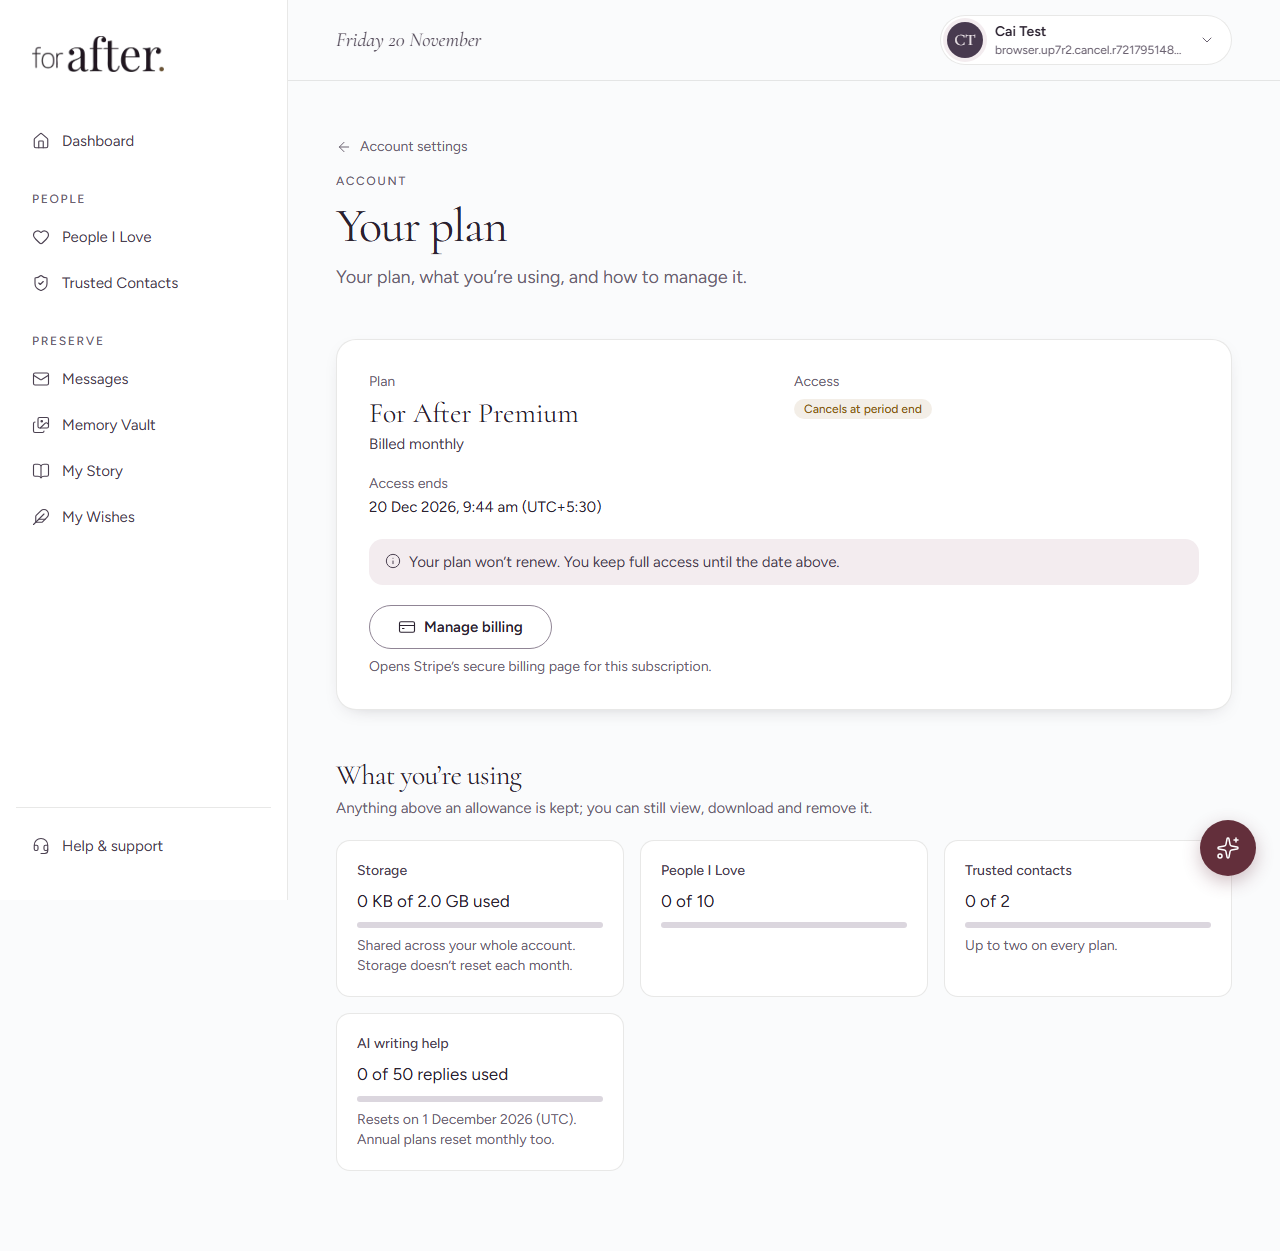 for after.
Friday 20 November
CT
Cai Test
browser.up7r2.cancel.r721795148...
Dashboard
PEOPLE
People I Love
Trusted Contacts
PRESERVE
Messages
Memory Vault
My Story
My Wishes
Help & support
Account settings
ACCOUNT
Your plan
Your plan, what you’re using, and how to manage it.
Plan
For After Premium
Billed monthly
Access
Cancels at period end
Access ends
20 Dec 2026, 9:44 am (UTC+5:30)
Your plan won’t renew. You keep full access until the date above.
Manage billing
Opens Stripe’s secure billing page for this subscription.
What you’re using
Anything above an allowance is kept; you can still view, download and remove it.
Storage
0 KB of 2.0 GB used
Shared across your whole account.
Storage doesn’t reset each month.
People I Love
0 of 10
Trusted contacts
0 of 2
Up to two on every plan.
AI writing help
0 of 50 replies used
Resets on 1 December 2026 (UTC).
Annual plans reset monthly too.